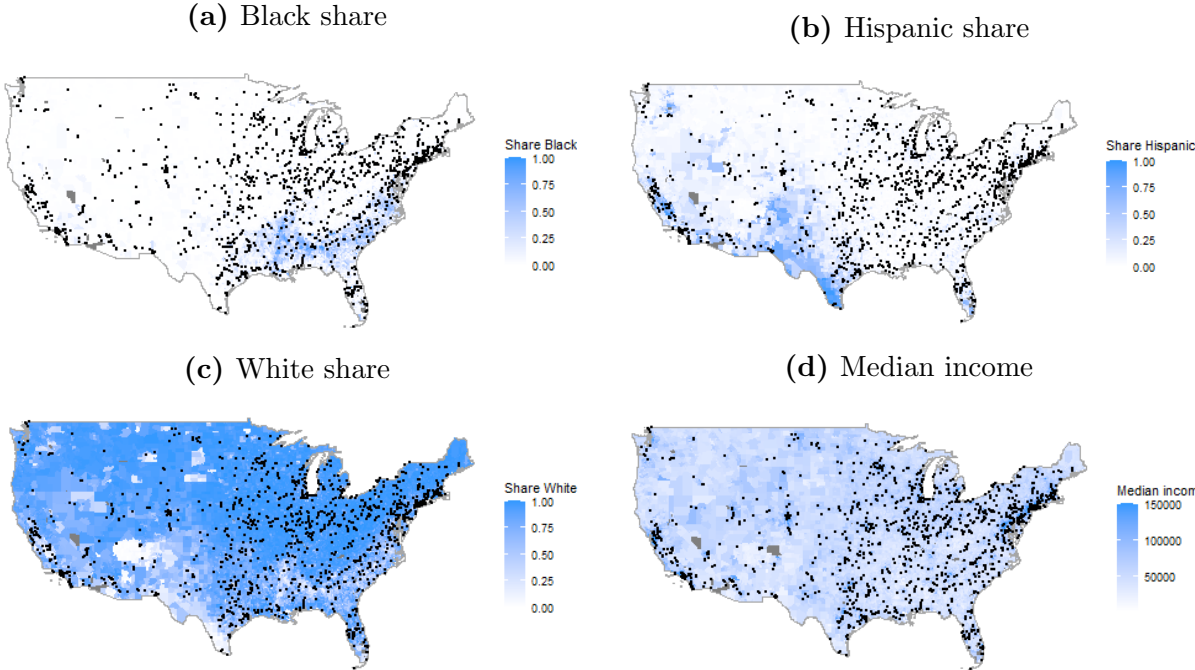 (a) Black share
Share Black
1.00
0.75
0.50
0.25
0.00
(b) Hispanic share
Share Hispanic
1.00
0.75
0.50
0.25
0.00
(c) White share
Share White
1.00
0.75
0.50
0.25
0.00
(d) Median income
Median incom
150000
100000
50000